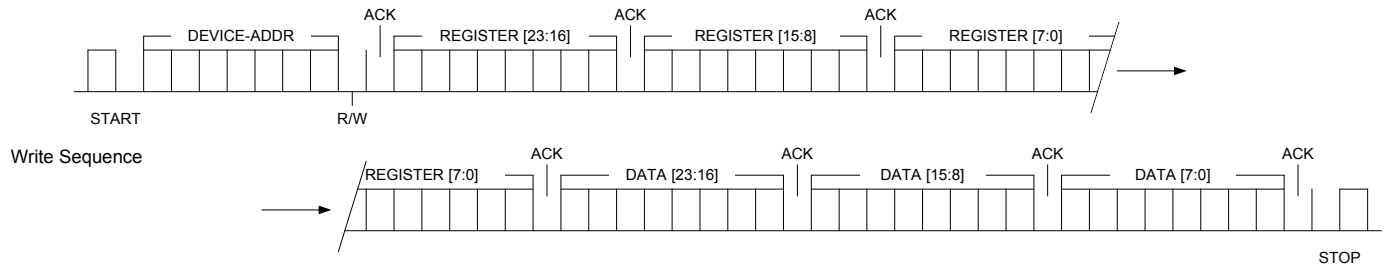 ACK ACK ACK
DEVICE-ADDR REGISTER [23:16] REGISTER [15:8] REGISTER [7:0]
START R/W
Write Sequence
ACK ACK ACK ACK
REGISTER [7:0] DATA [23:16] DATA [15:8] DATA [7:0]
STOP